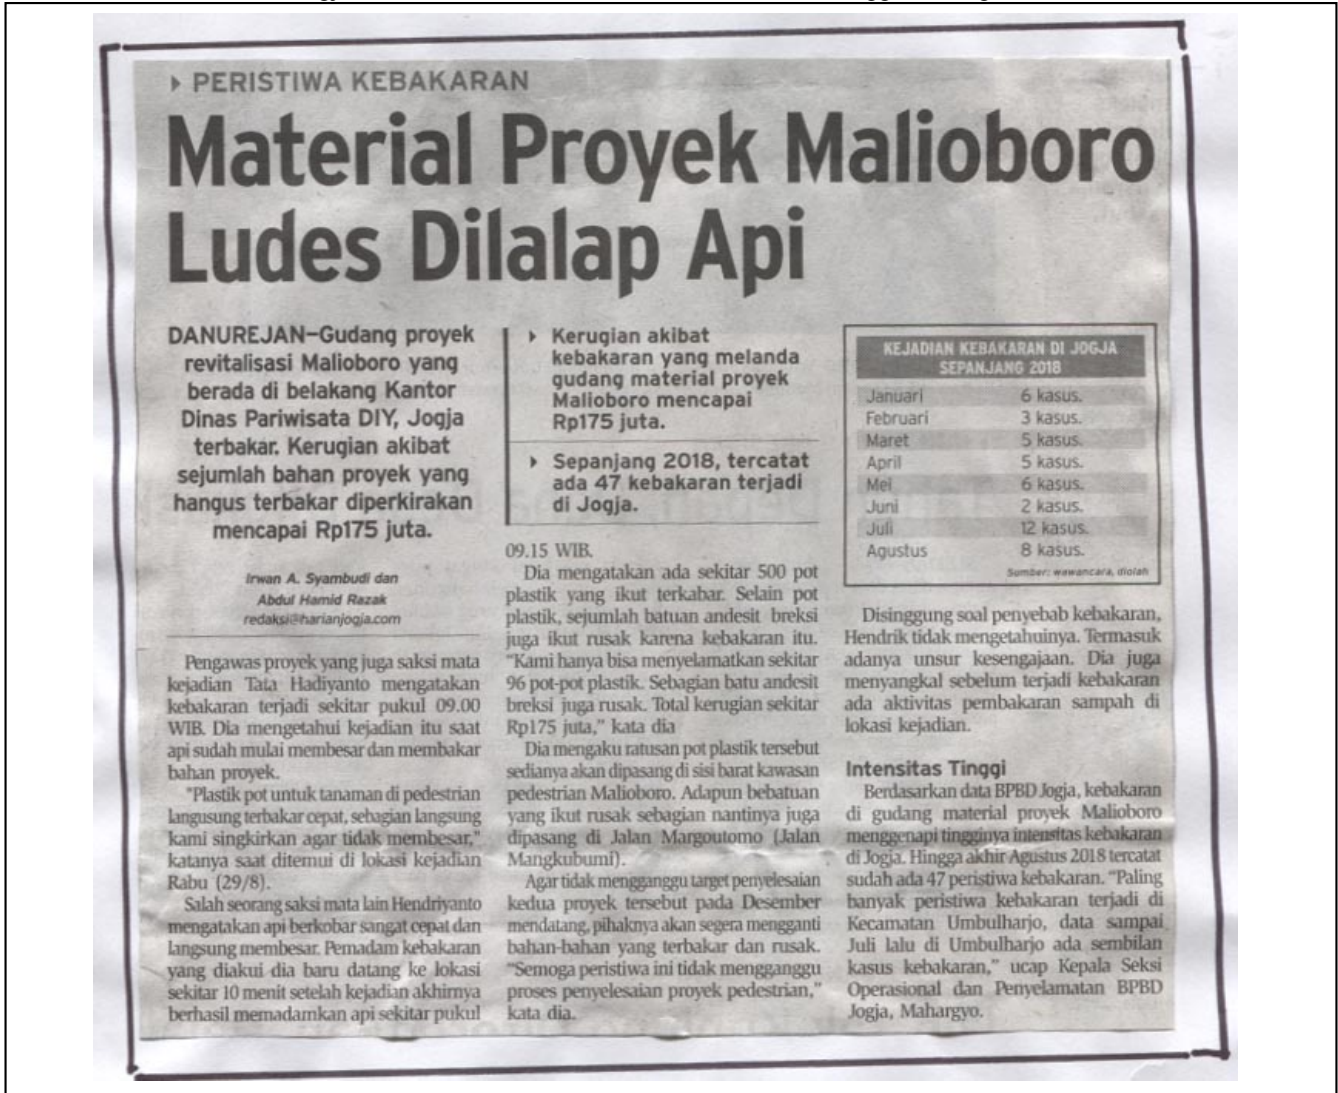 ▸ PERISTIWA KEBAKARAN
Material Proyek Malioboro
Ludes Dilalap Api
DANUREJAN—Gudang proyek
revitalisasi Malioboro yang
berada di belakang Kantor
Dinas Pariwisata DIY, Jogja
terbakar. Kerugian akibat
sejumlah bahan proyek yang
hangus terbakar diperkirakan
mencapai Rp175 juta.
Irwan A. Syambudi dan
Abdul Hamid Razak
redaksi@harianjogja.com
Pengawas proyek yang juga saksi mata
kejadian Tata Hadiyanto mengatakan
kebakaran terjadi sekitar pukul 09.00
WIB. Dia mengetahui kejadian itu saat
api sudah mulai membesar dan membakar
bahan proyek.
"Plastik pot untuk tanaman di pedestrian
langusung terbakar cepat, sebagian langsung
kami singkirkan agar tidak membesar,"
katanya saat ditemui di lokasi kejadian
Rabu (29/8).
Salah seorang saksi mata lain Hendriyanto
mengatakan api berkobar sangat cepat dan
langsung membesar. Pemadam kebakaran
yang diakui dia baru datang ke lokasi
sekitar 10 menit setelah kejadian akhirnya
berhasil memadamkan api sekitar pukul
▸ Kerugian akibat
kebakaran yang melanda
gudang material proyek
Malioboro mencapai
Rp175 juta.
▸ Sepanjang 2018, tercatat
ada 47 kebakaran terjadi
di Jogja.
09.15 WIB.
Dia mengatakan ada sekitar 500 pot
plastik yang ikut terkabar. Selain pot
plastik, sejumlah batuan andesit breksi
juga ikut rusak karena kebakaran itu.
"Kami hanya bisa menyelamatkan sekitar
96 pot-pot plastik. Sebagian batu andesit
breksi juga rusak. Total kerugian sekitar
Rp175 juta," kata dia
Dia mengaku ratusan pot plastik tersebut
sedianya akan dipasang di sisi barat kawasan
pedestrian Malioboro. Adapun bebatuan
yang ikut rusak sebagian nantinya juga
dipasang di Jalan Margoutomo (Jalan
Mangkubumi).
Agar tidak mengganggu target penyelesaian
kedua proyek tersebut pada Desember
mendatang, pihaknya akan segera mengganti
bahan-bahan yang terbakar dan rusak.
"Semoga peristiwa ini tidak mengganggu
proses penyelesaian proyek pedestrian,"
kata dia.
KEJADIAN KEBAKARAN DI JOGJA
SEPANJANG 2018
Januari 6 kasus.
Februari 3 kasus.
Maret 5 kasus.
April 5 kasus.
Mei 6 kasus.
Juni 2 kasus.
Juli 12 kasus.
Agustus 8 kasus.
Sumber: wawancara, diolah
Disinggung soal penyebab kebakaran,
Hendrik tidak mengetahuinya. Termasuk
adanya unsur kesengajaan. Dia juga
menyangkal sebelum terjadi kebakaran
ada aktivitas pembakaran sampah di
lokasi kejadian.
Intensitas Tinggi
Berdasarkan data BPBD Jogja, kebakaran
di gudang material proyek Malioboro
menggenapi tingginya intensitas kebakaran
di Jogja. Hingga akhir Agustus 2018 tercatat
sudah ada 47 peristiwa kebakaran. "Paling
banyak peristiwa kebakaran terjadi di
Kecamatan Umbulharjo, data sampai
Juli lalu di Umbulharjo ada sembilan
kasus kebakaran," ucap Kepala Seksi
Operasional dan Penyelamatan BPBD
Jogja, Mahargyo.